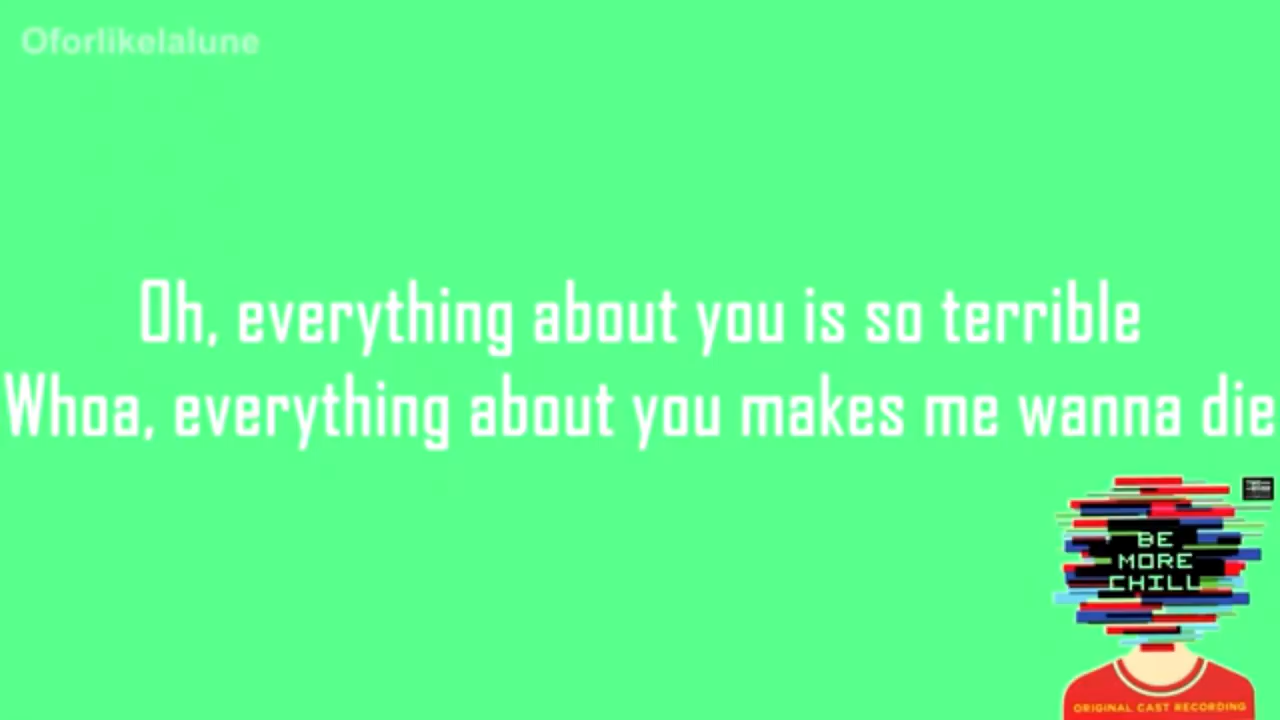 Oforlikelalune
Oh, everything about you is so terrible
Whoa, everything about you makes me wanna die
BE
MORE
CHILL
ORIGINAL CAST RECORDING